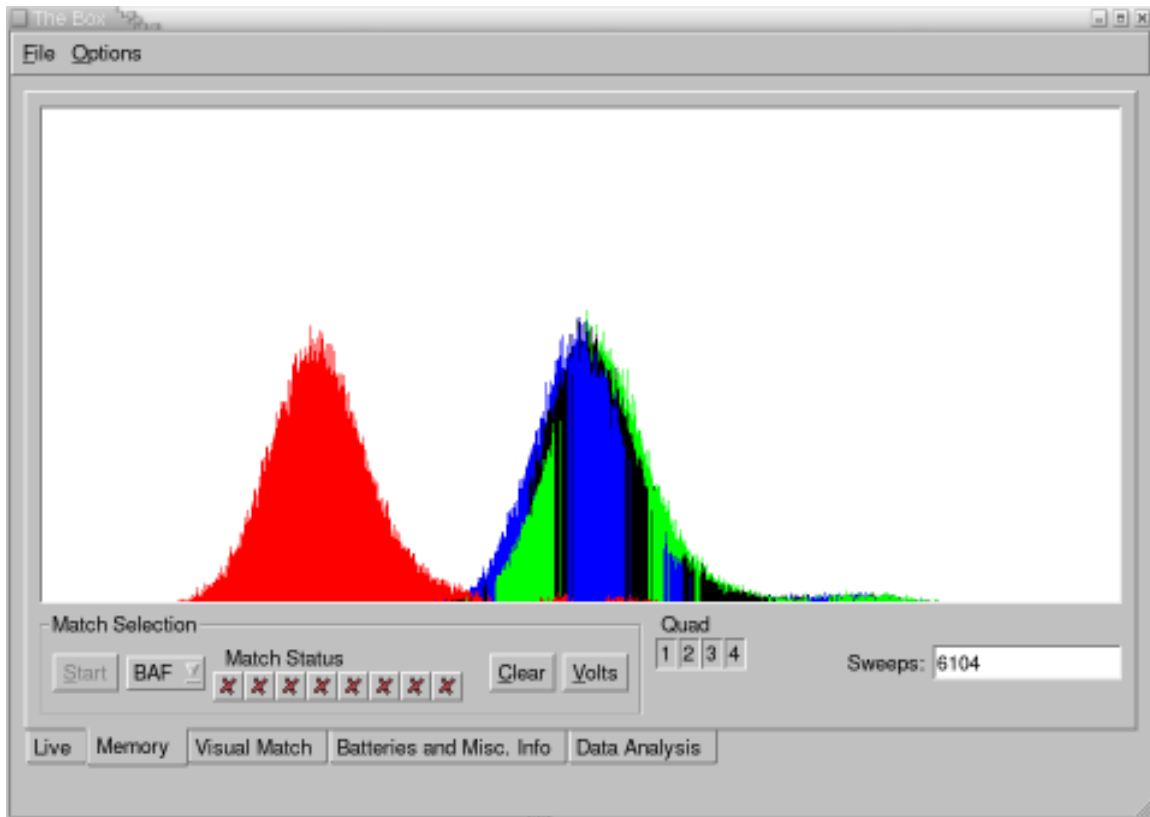 The Box
File Options
Match Selection
Start BAF Match Status Clear Volts
Quad
1 2 3 4
Sweeps: 6104
Live Memory Visual Match Batteries and Misc. Info Data Analysis